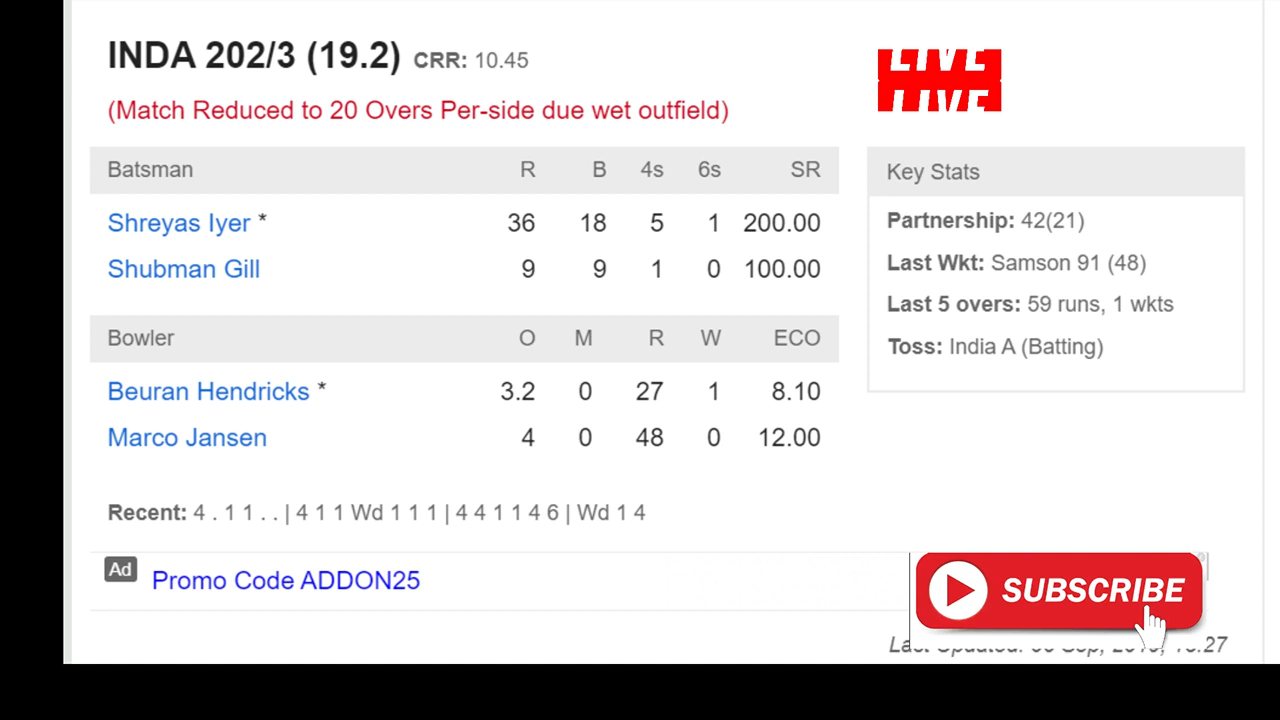 INDA 202/3 (19.2) CRR: 10.45
LIVE
(Match Reduced to 20 Overs Per-side due wet outfield)
Batsman R B 4s 6s SR
Shreyas Iyer * 36 18 5 1 200.00
Shubman Gill 9 9 1 0 100.00
Bowler O M R W ECO
Beuran Hendricks * 3.2 0 27 1 8.10
Marco Jansen 4 0 48 0 12.00
Key Stats
Partnership: 42(21)
Last Wkt: Samson 91 (48)
Last 5 overs: 59 runs, 1 wkts
Toss: India A (Batting)
Recent: 4 . 1 1 . . | 4 1 1 Wd 1 1 1 | 4 4 1 1 4 6 | Wd 1 4
Ad Promo Code ADDON25
SUBSCRIBE
Last Updated: Sep,